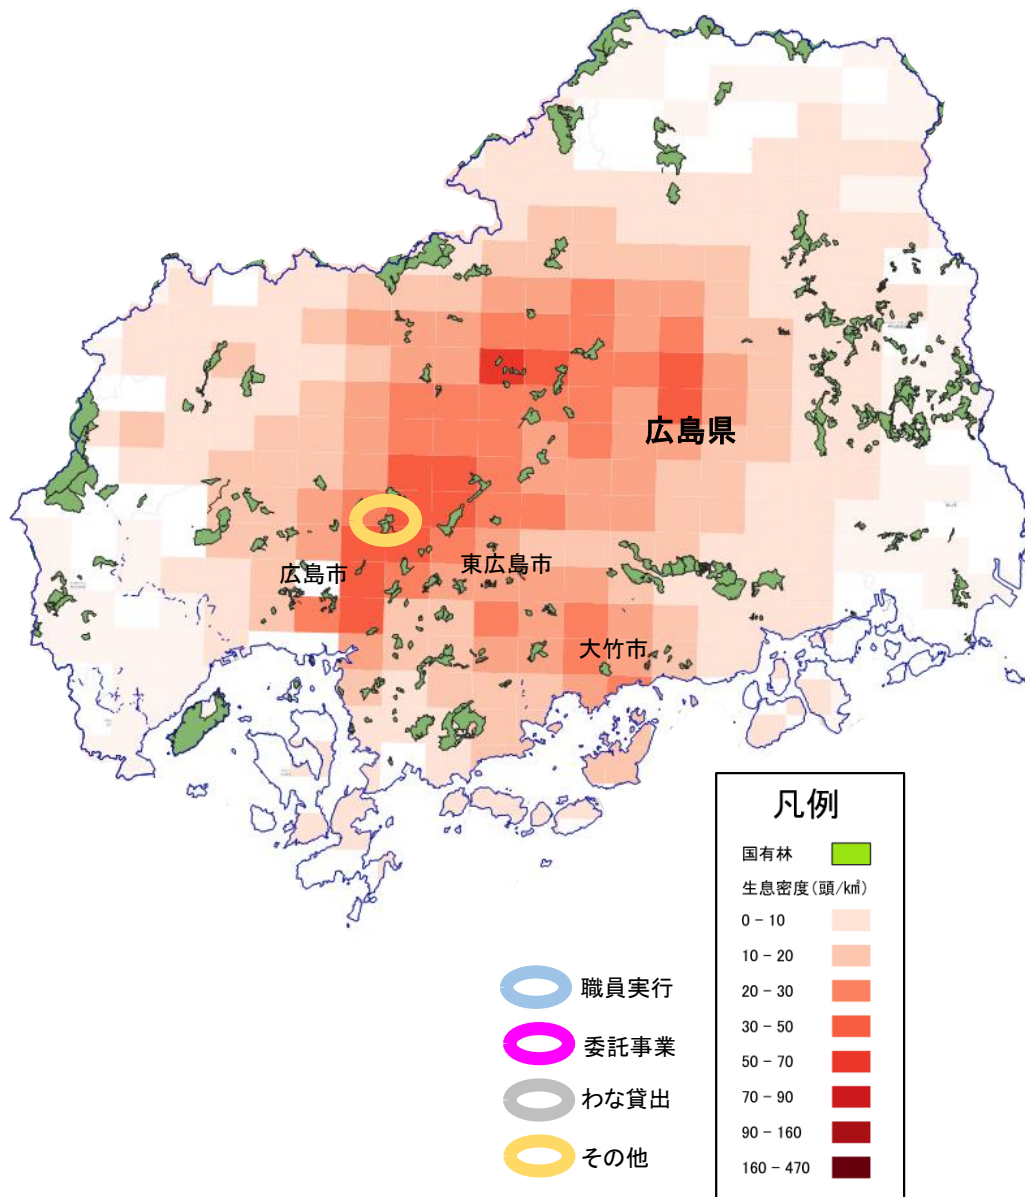 広島県
東広島市
広島市
大竹市
凡例
国有林
生息密度(頭/㎢)
0 - 10
10 - 20
20 - 30
30 - 50
50 - 70
70 - 90
90 - 160
160 - 470
職員実行
委託事業
わな貸出
その他